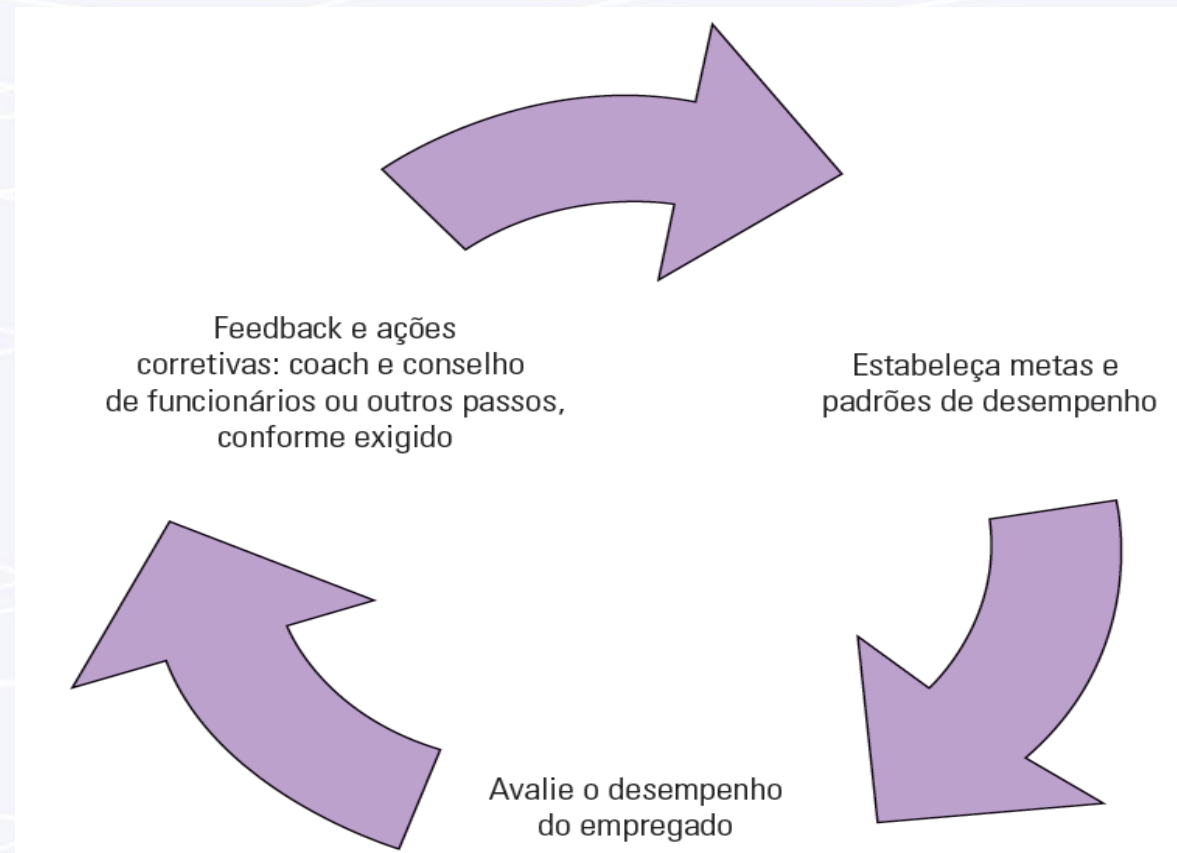 Feedback e ações
corretivas: coach e conselho
de funcionários ou outros passos,
conforme exigido
Estabeleça metas e
padrões de desempenho
Avalie o desempenho
do empregado